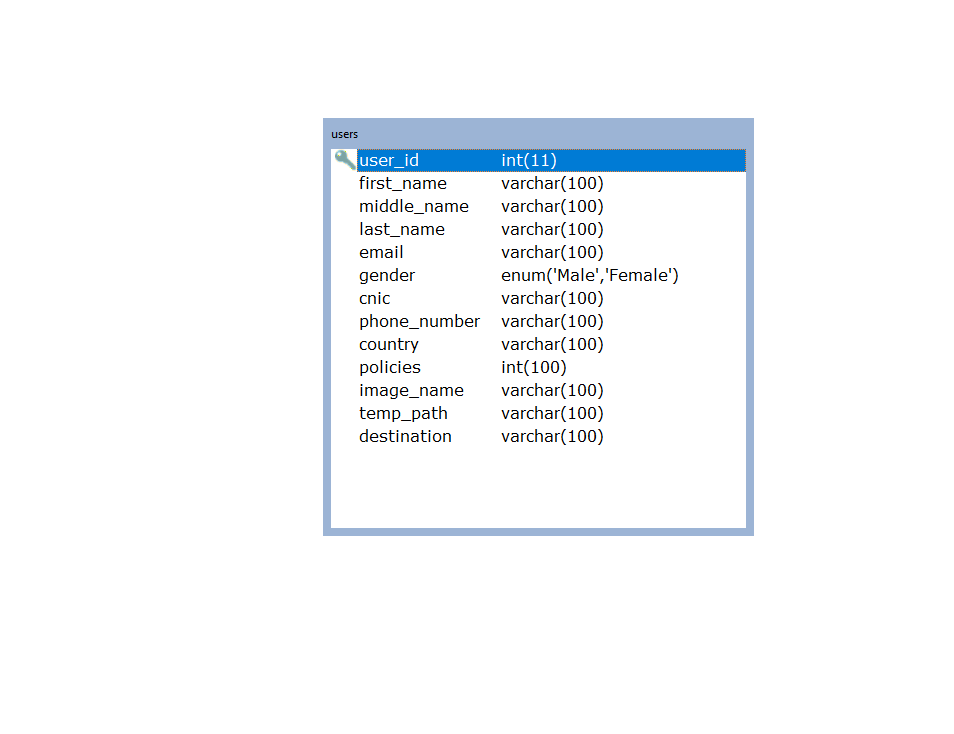 users
user_id int(11)
first_name varchar(100)
middle_name varchar(100)
last_name varchar(100)
email varchar(100)
gender enum('Male','Female')
cnic varchar(100)
phone_number varchar(100)
country varchar(100)
policies int(100)
image_name varchar(100)
temp_path varchar(100)
destination varchar(100)